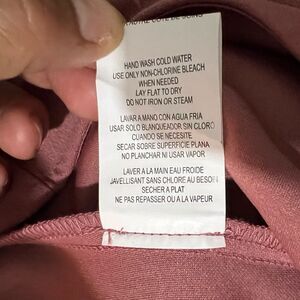 HAND WASH COLD WATER
USE ONLY NON-CHLORINE BLEACH
WHEN NEEDED
LAY FLAT TO DRY
DO NOT IRON OR STEAM
LAVAR A MANO CON AGUA FRIA
USAR SOLO BLANQUEADOR SIN CLORO
CUANDO SE NECESITE
SECAR SOBRE SUPERFICIE PLANA
NO PLANCHAR NI USAR VAPOR
LAVER A LA MAIN EAU FROIDE
JAVELLISANT SANS CHLORE AU BESOIN
SECHER A PLAT
NE PAS REPASSER OU A LA VAPEUR